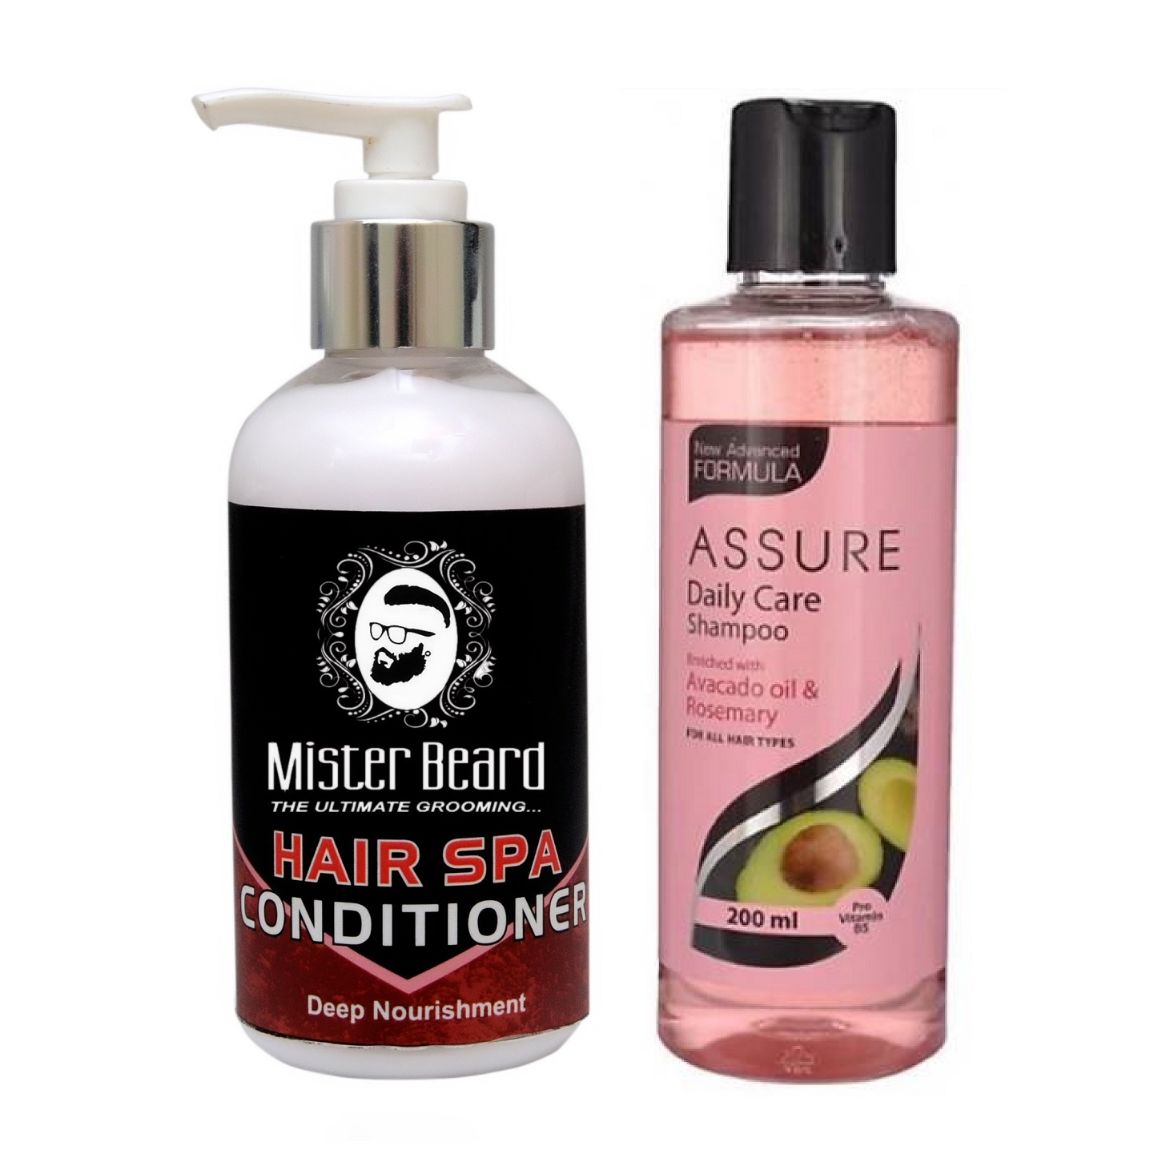 Mister Beard
THE ULTIMATE GROOMING...
HAIR SPA
CONDITIONER
Deep Nourishment
New Advanced
FORMULA
ASSURE
Daily Care
Shampoo
Enriched with
Avacado oil &
Rosemary
FOR ALL HAIR TYPES
200 ml
Pro
Vitamin
B5